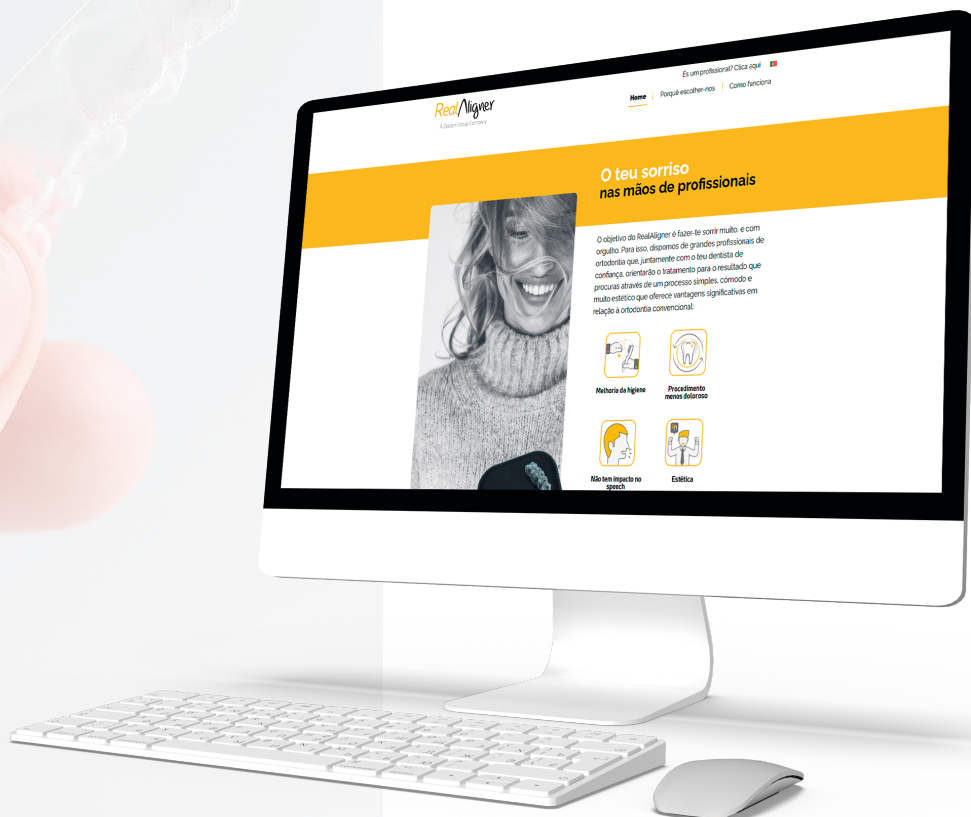 És um profissional? Clica aqui
RealAligner
Home | Porquê escolher-nos | Como funciona
O teu sorriso
nas mãos de profissionais
O objetivo do RealAligner é fazer-te sorrir muito, e com
orgulho. Para isso, dispomos de grandes profissionais de
ortodontia que, juntamente com o teu dentista de
confiança, orientarão o tratamento para o resultado que
procuras através de um processo simples, cómodo e
muito estético que oferece vantagens significativas em
relação à ortodontia convencional:
Melhoria da higiene
Procedimento
menos doloroso
Não tem impacto no
speech
Estética